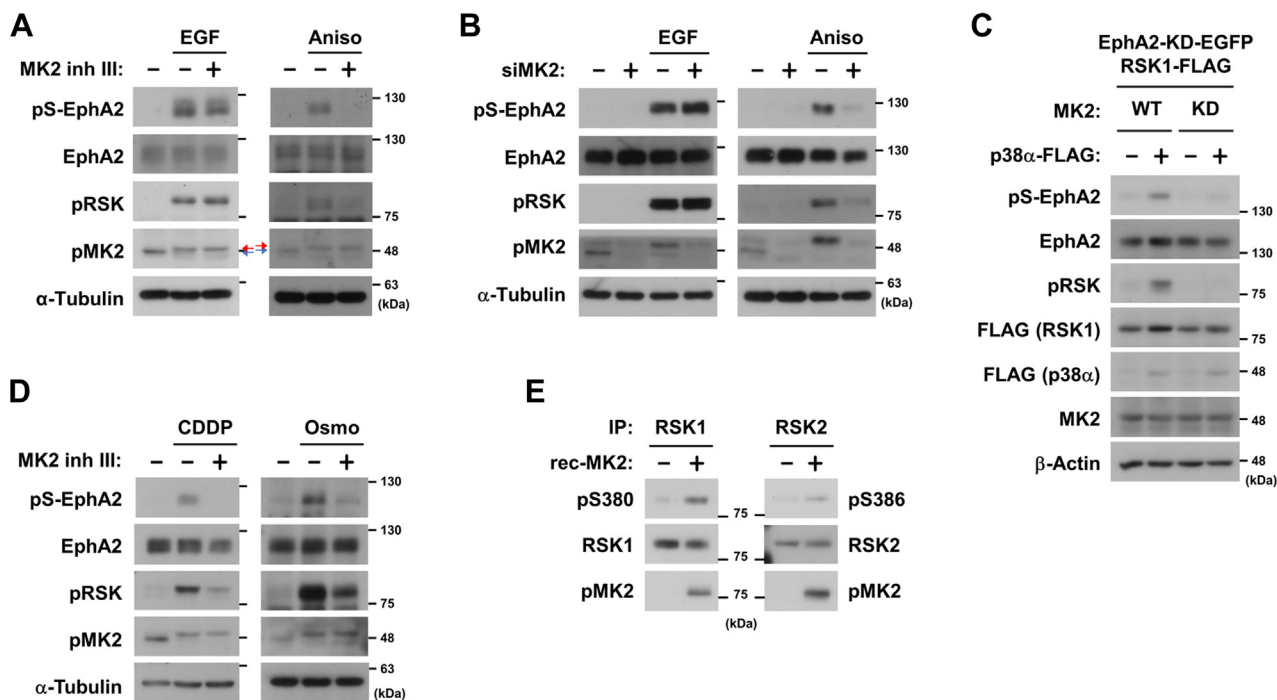 A
EGF Aniso
MK2 inh III: – – + – – +
pS-EphA2 130
EphA2 130
pRSK 75
pMK2 48
α-Tubulin 63
(kDa)
B
EGF Aniso
siMK2: – + – + – + – +
pS-EphA2 130
EphA2 130
pRSK 75
pMK2 48
α-Tubulin 63
(kDa)
C
EphA2-KD-EGFP
RSK1-FLAG
MK2: WT KD
p38α-FLAG: – + – +
pS-EphA2 130
EphA2 130
pRSK 75
FLAG (RSK1) 75
FLAG (p38α) 48
MK2 48
β-Actin 48
(kDa)
D
CDDP Osmo
MK2 inh III: – – + – – +
pS-EphA2 130
EphA2 130
pRSK 75
pMK2 48
α-Tubulin 63
(kDa)
E
IP: RSK1 RSK2
rec-MK2: – + – +
pS380 75 pS386
RSK1 75 RSK2
pMK2 75 pMK2
(kDa)